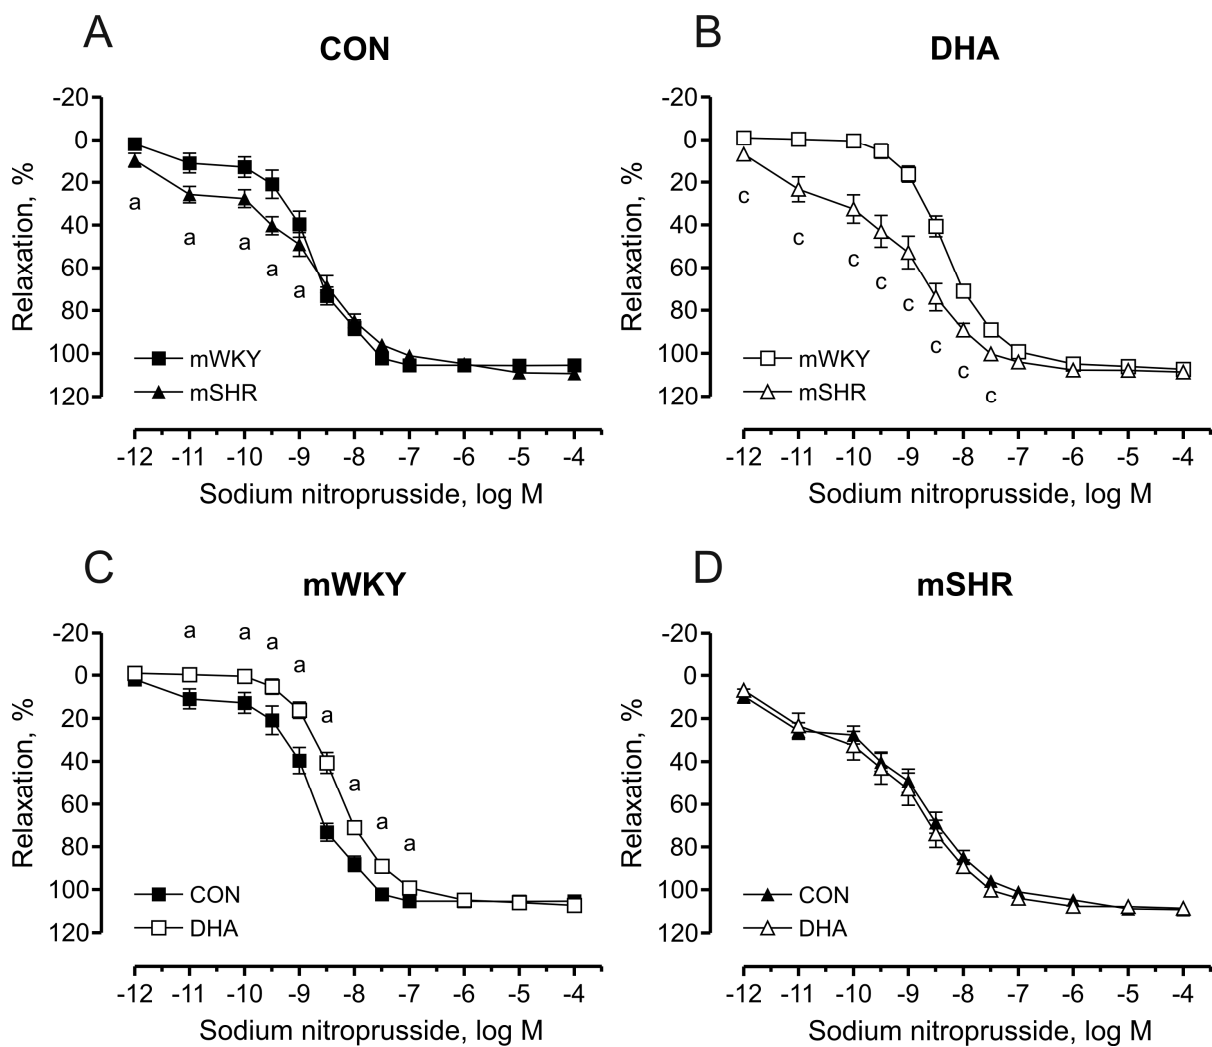 A
CON
-20
0
20
40
60
80
100
120
Relaxation, %
a
a
a
a
a
mWKY
mSHR
-12 -11 -10 -9 -8 -7 -6 -5 -4
Sodium nitroprusside, log M
B
DHA
-20
0
20
40
60
80
100
120
Relaxation, %
c
c
c
c
c
c
c
c
mWKY
mSHR
-12 -11 -10 -9 -8 -7 -6 -5 -4
Sodium nitroprusside, log M
C
mWKY
-20
0
20
40
60
80
100
120
Relaxation, %
a
a
a
a
a
a
a
a
CON
DHA
-12 -11 -10 -9 -8 -7 -6 -5 -4
Sodium nitroprusside, log M
D
mSHR
-20
0
20
40
60
80
100
120
Relaxation, %
CON
DHA
-12 -11 -10 -9 -8 -7 -6 -5 -4
Sodium nitroprusside, log M